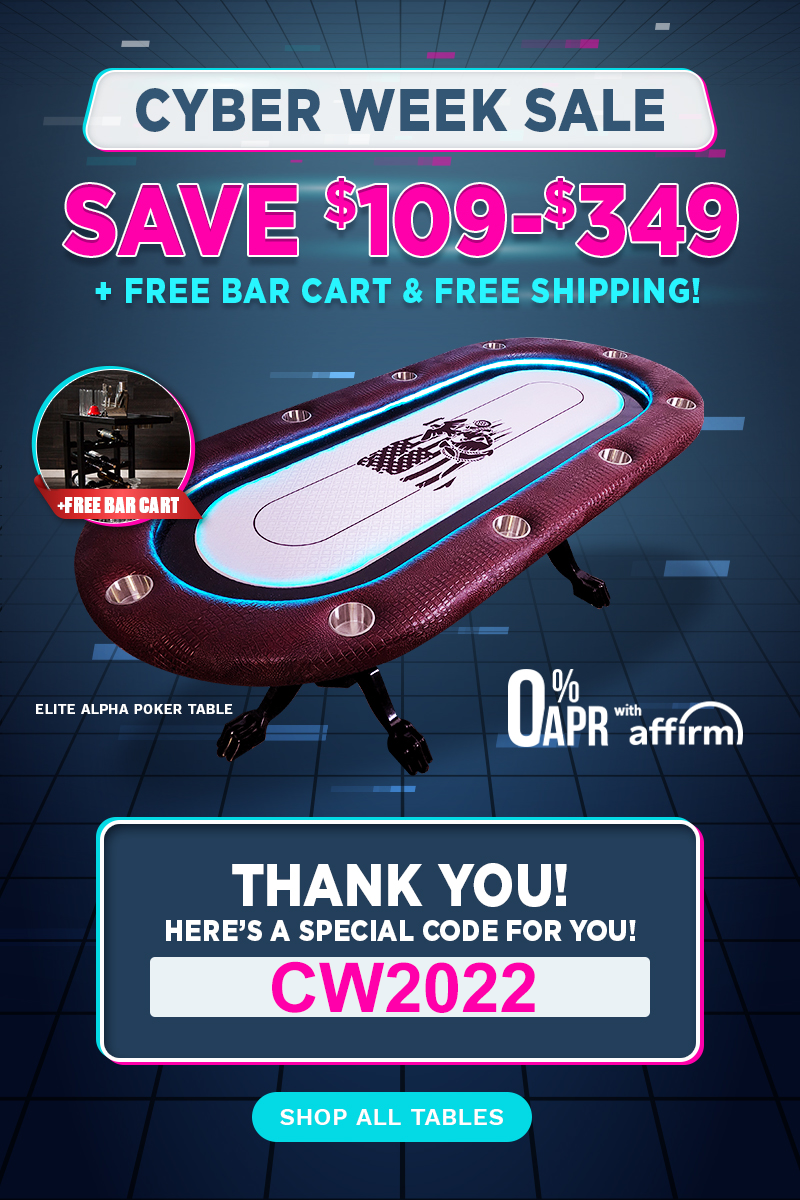 CYBER WEEK SALE
SAVE $109-$349
+ FREE BAR CART & FREE SHIPPING!
+FREE BAR CART
ELITE ALPHA POKER TABLE
0% APR with affirm
THANK YOU!
HERE'S A SPECIAL CODE FOR YOU!
CW2022
SHOP ALL TABLES